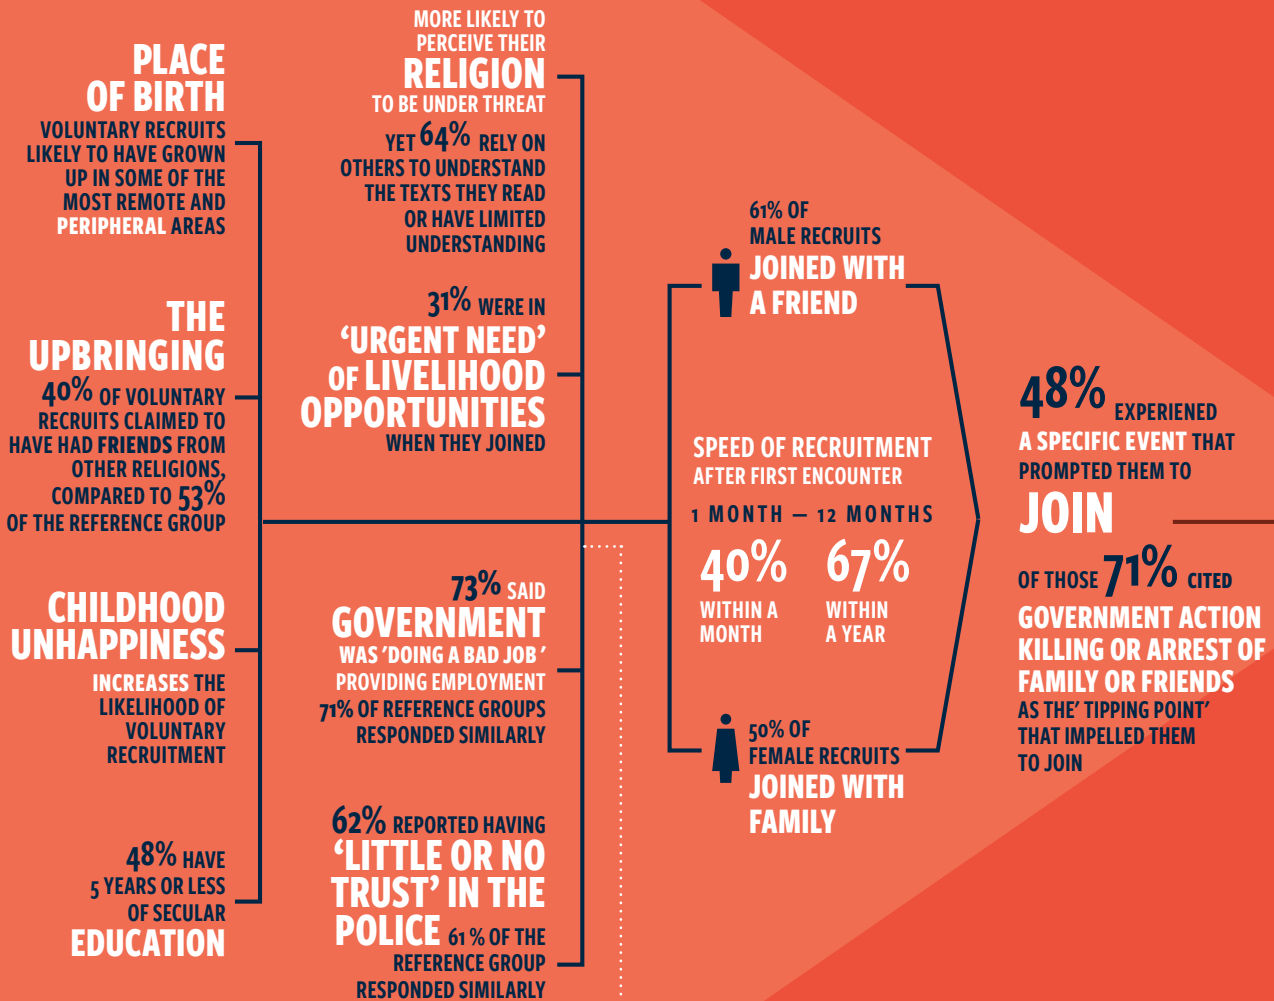 PLACE
OF BIRTH
VOLUNTARY RECRUITS
LIKELY TO HAVE GROWN
UP IN SOME OF THE
MOST REMOTE AND
PERIPHERAL AREAS
THE
UPBRINGING
40% OF VOLUNTARY
RECRUITS CLAIMED TO
HAVE HAD FRIENDS FROM
OTHER RELIGIONS,
COMPARED TO 53%
OF THE REFERENCE GROUP
CHILDHOOD
UNHAPPINESS
INCREASES THE
LIKELIHOOD OF
VOLUNTARY
RECRUITMENT
48% HAVE
5 YEARS OR LESS
OF SECULAR
EDUCATION
MORE LIKELY TO
PERCEIVE THEIR
RELIGION
TO BE UNDER THREAT
YET 64% RELY ON
OTHERS TO UNDERSTAND
THE TEXTS THEY READ
OR HAVE LIMITED
UNDERSTANDING
31% WERE IN
‘URGENT NEED’
OF LIVELIHOOD
OPPORTUNITIES
WHEN THEY JOINED
73% SAID
GOVERNMENT
WAS ’DOING A BAD JOB ’
PROVIDING EMPLOYMENT
71% OF REFERENCE GROUPS
RESPONDED SIMILARLY
62% REPORTED HAVING
‘LITTLE OR NO
TRUST’ IN THE
POLICE 61 % OF THE
REFERENCE GROUP
RESPONDED SIMILARLY
61% OF
MALE RECRUITS
JOINED WITH
A FRIEND
SPEED OF RECRUITMENT
AFTER FIRST ENCOUNTER
1 MONTH — 12 MONTHS
40% 67%
WITHIN A WITHIN
MONTH A YEAR
50% OF
FEMALE RECRUITS
JOINED WITH
FAMILY
48% EXPERIENCED
A SPECIFIC EVENT THAT
PROMPTED THEM TO
JOIN
OF THOSE 71% CITED
GOVERNMENT ACTION
KILLING OR ARREST OF
FAMILY OR FRIENDS
AS THE’ TIPPING POINT’
THAT IMPELLED THEM
TO JOIN